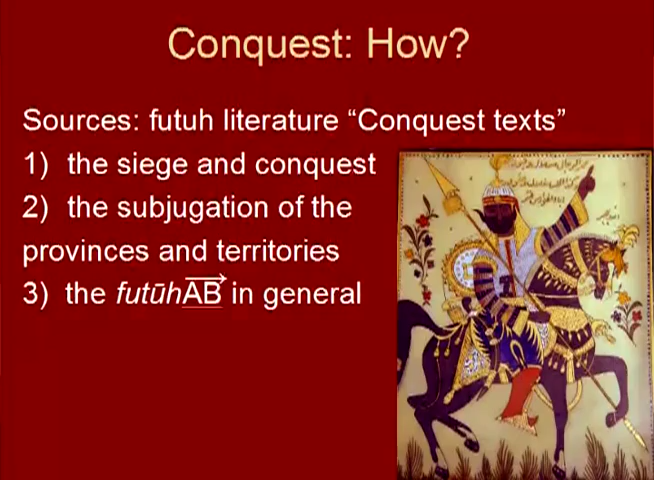 Conquest: How?
Sources: futuh literature “Conquest texts”
1) the siege and conquest
2) the subjugation of the
provinces and territories
3) the futūhAB in general